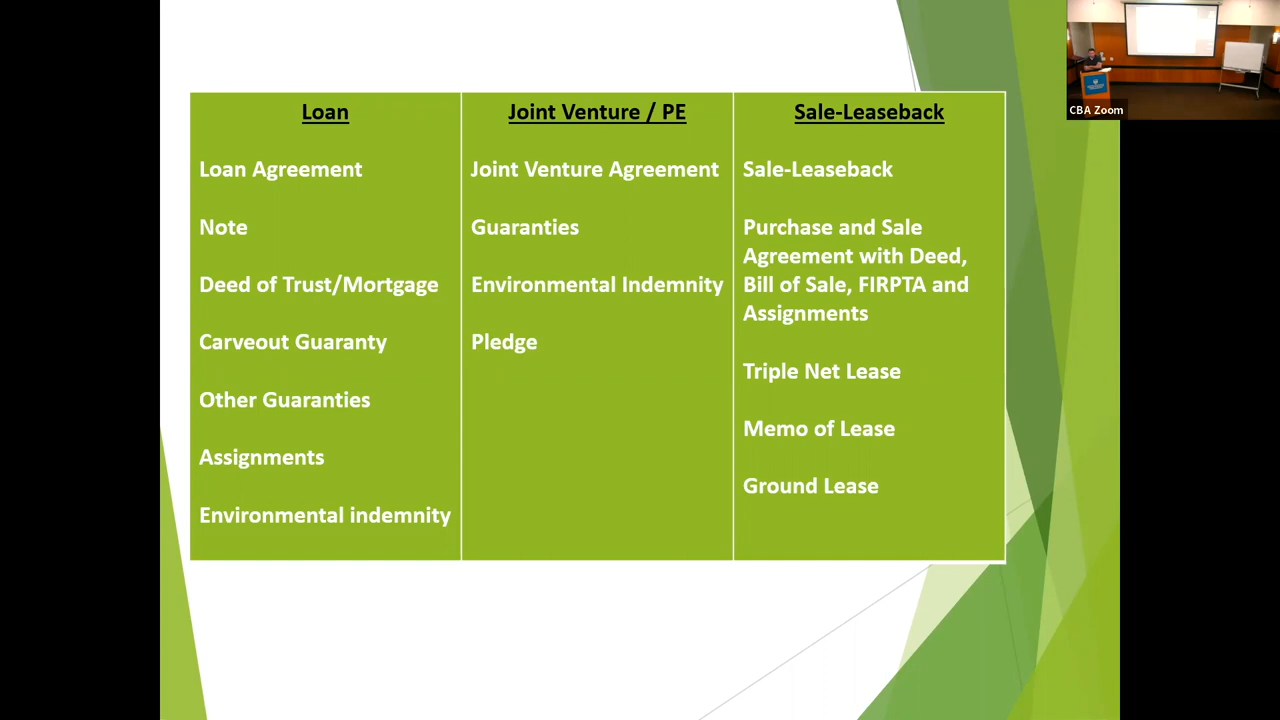 Loan
Loan Agreement
Note
Deed of Trust/Mortgage
Carveout Guaranty
Other Guaranties
Assignments
Environmental indemnity
Joint Venture / PE
Joint Venture Agreement
Guaranties
Environmental Indemnity
Pledge
Sale-Leaseback
Sale-Leaseback
Purchase and Sale
Agreement with Deed,
Bill of Sale, FIRPTA and
Assignments
Triple Net Lease
Memo of Lease
Ground Lease
CBA Zoom